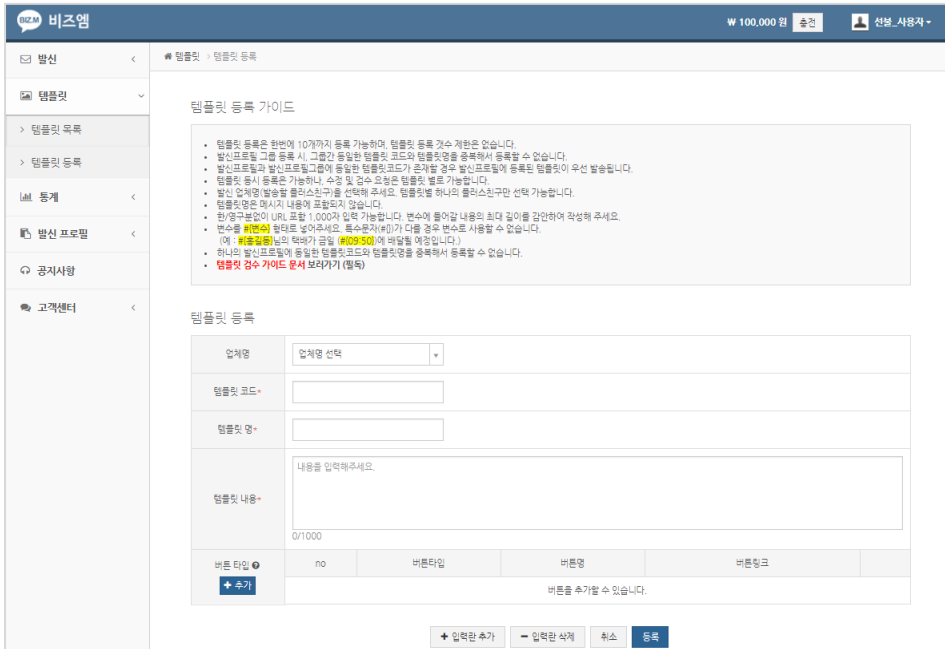 BIZ.M 비즈엠
₩ 100,000 원 충전 선불_사용자
발신
템플릿
> 템플릿 목록
> 템플릿 등록
통계
발신 프로필
공지사항
고객센터
템플릿 > 템플릿 등록
템플릿 등록 가이드
• 템플릿 등록은 한번에 10개까지 등록 가능하며, 템플릿 등록 갯수 제한은 없습니다.
• 발신프로필 그룹 등록 시, 그룹간 동일한 템플릿 코드와 템플릿명을 중복해서 등록할 수 없습니다.
• 발신프로필과 발신프로필그룹에 동일한 템플릿코드가 존재할 경우 발신프로필에 등록된 템플릿이 우선 발송됩니다.
• 템플릿 동시 등록은 가능하나, 수정 및 검수 요청은 템플릿 별로 가능합니다.
• 발신 업체명(발송할 플러스친구)을 선택해 주세요. 템플릿별 하나의 플러스친구만 선택 가능합니다.
• 템플릿명은 메시지 내용에 포함되지 않습니다.
• 한/영구분없이 URL 포함 1,000자 입력 가능합니다. 변수에 들어갈 내용의 최대 길이를 감안하여 작성해 주세요.
• 변수를 #{변수} 형태로 넣어주세요. 특수문자(#{})가 다를 경우 변수로 사용할 수 없습니다.
(예 : #{홍길동}님의 택배가 금일 (#{09:50})에 배달될 예정입니다.)
• 하나의 발신프로필에 동일한 템플릿코드와 템플릿명을 중복해서 등록할 수 없습니다.
• 템플릿 검수 가이드 문서 보러가기 (필독)
템플릿 등록
업체명 업체명 선택
템플릿 코드*
템플릿 명*
템플릿 내용* 내용을 입력해주세요.
0/1000
버튼 타입 no 버튼타입 버튼명 버튼링크
+ 추가 버튼을 추가할 수 있습니다.
+ 입력란 추가 - 입력란 삭제 취소 등록